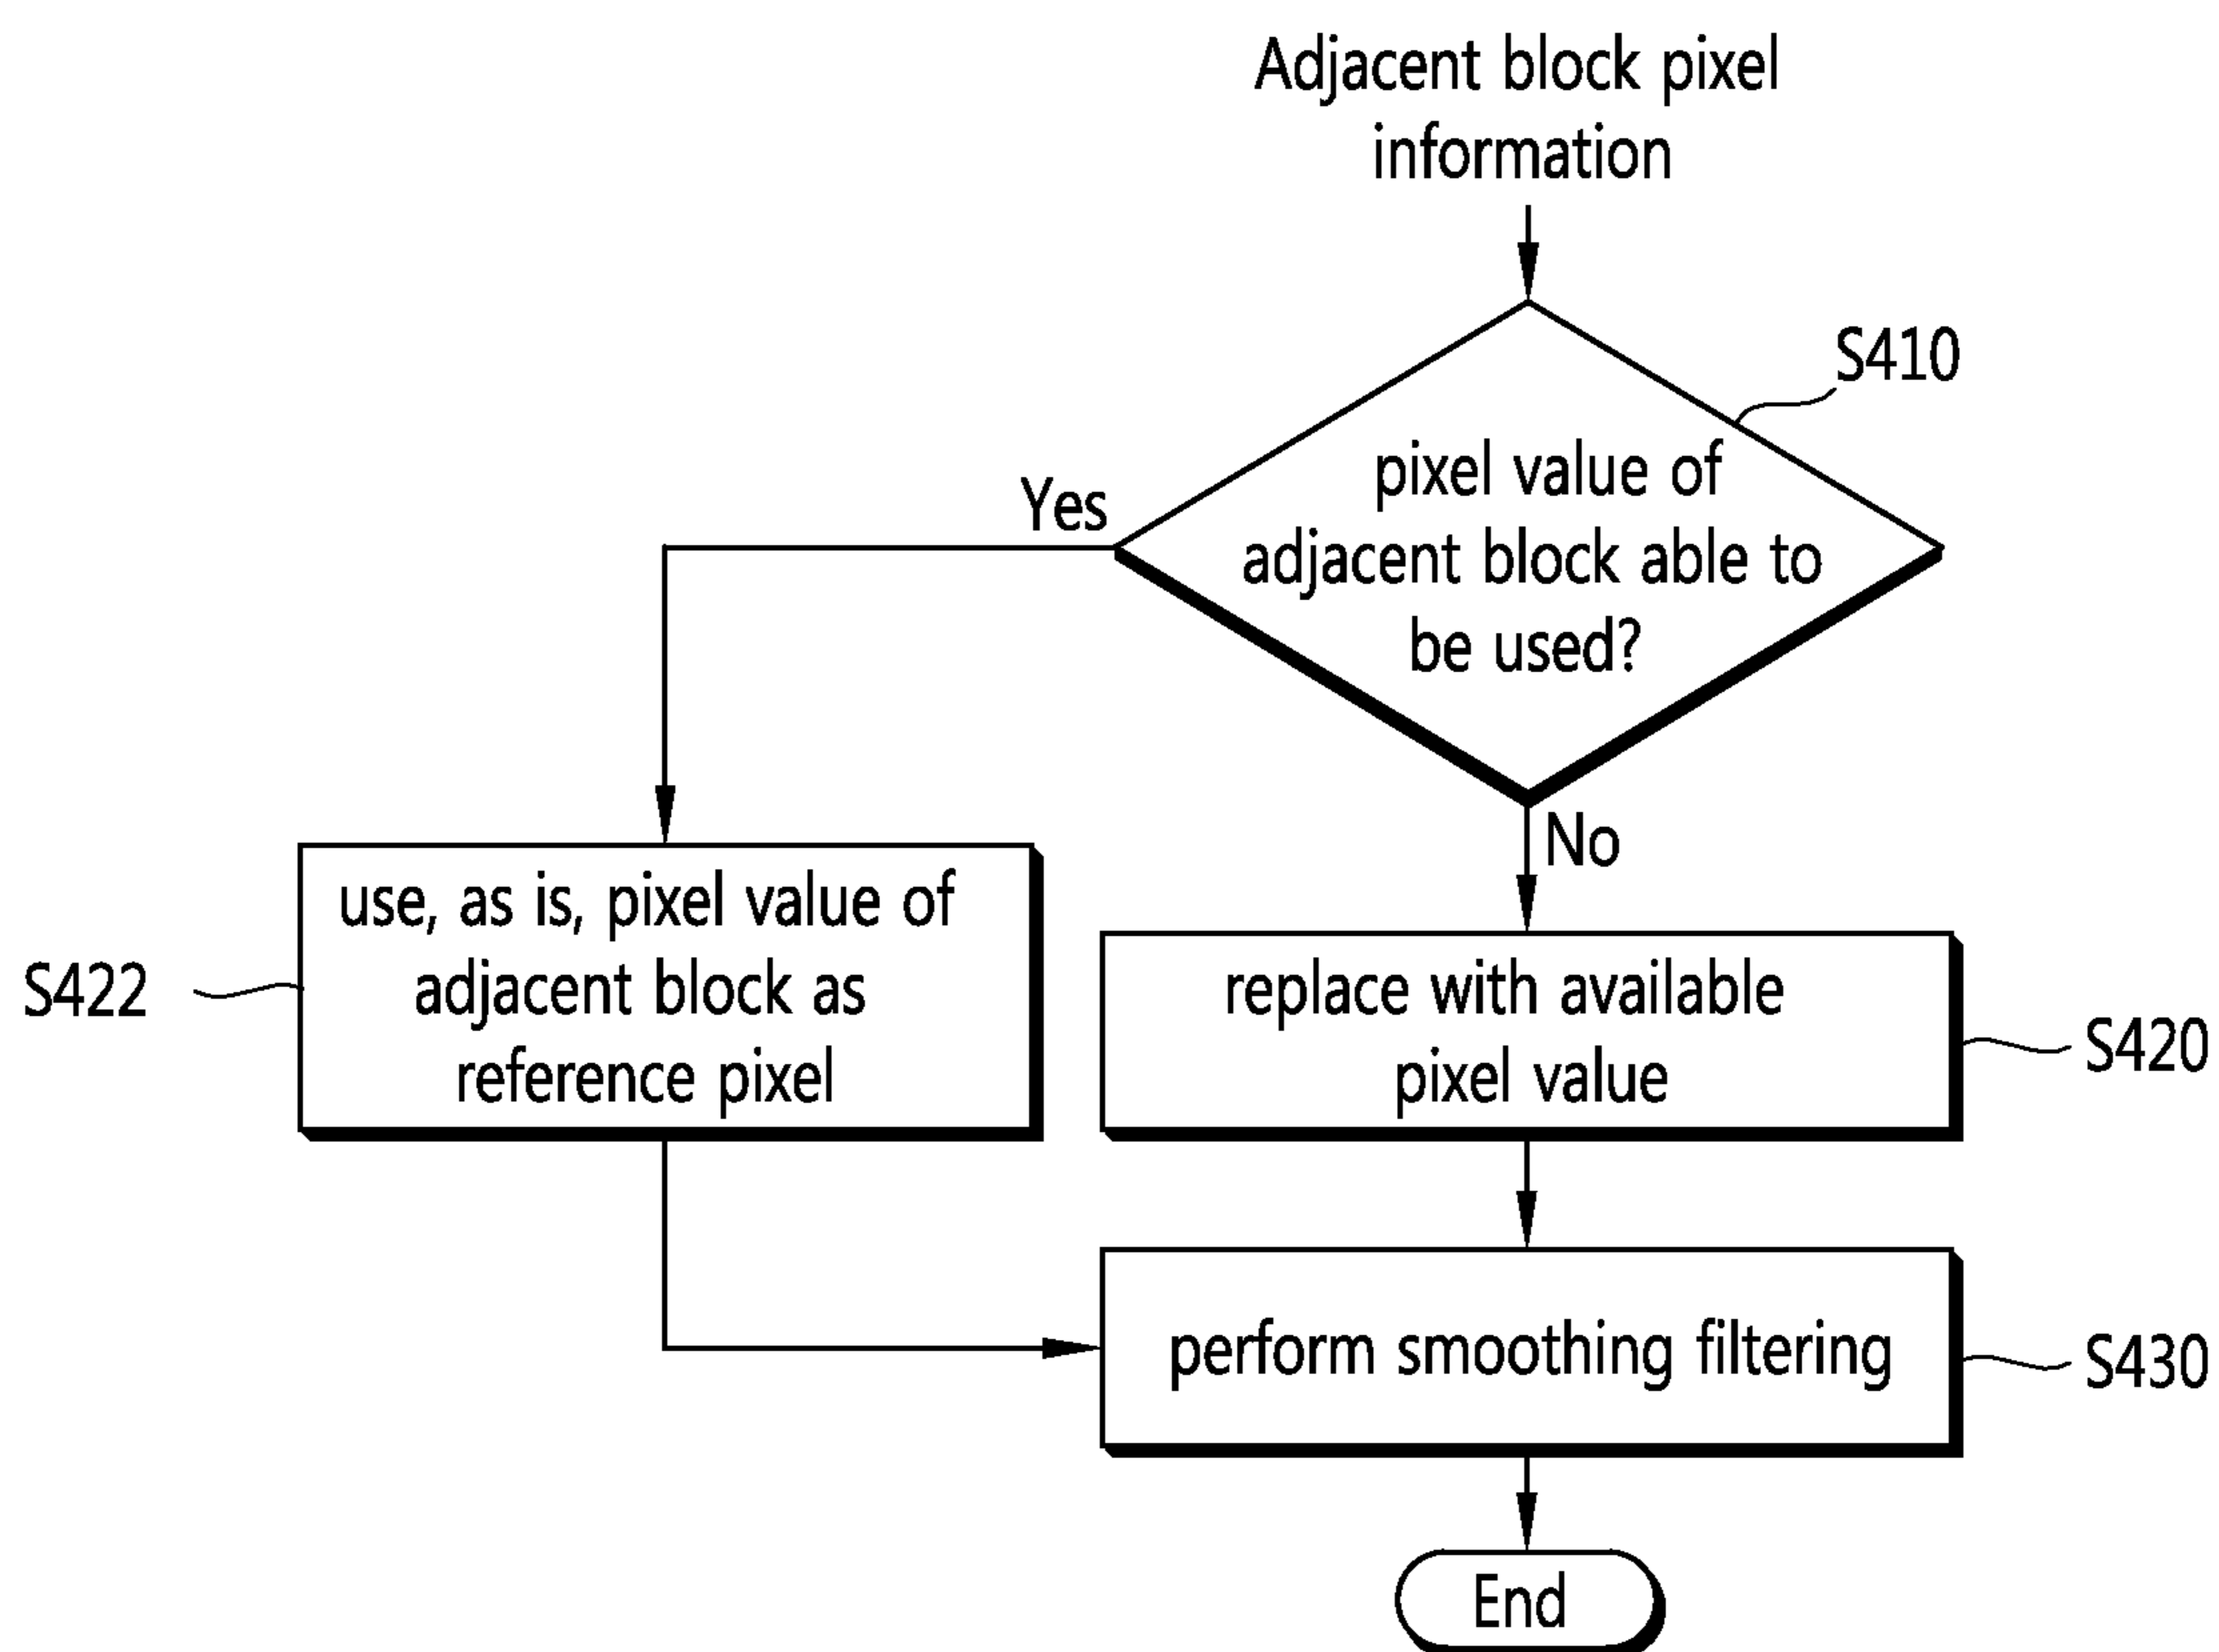 Adjacent block pixel
information
S410
pixel value of
adjacent block able to
be used?
Yes
No
use, as is, pixel value of
adjacent block as
reference pixel
S422
replace with available
pixel value
S420
perform smoothing filtering
S430
End